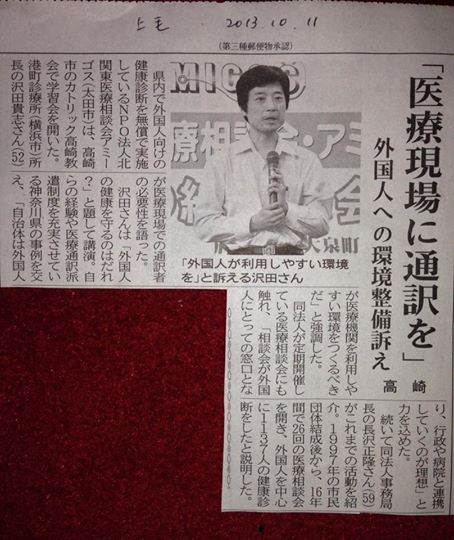 上毛 2013.10.11
(第三種郵便物承認)
「医療現場に通訳を」
外国人への環境整備訴え
高崎
県内で外国人向けの
健康診断を無償で実施
しているNPO法人北
関東医療相談会アミー
ゴス(太田市)は、高崎
市のカトリック高崎教
会で学習会を開いた。
港町診療所(横浜市)所
長の沢田貴志さん(52)
が医療現場での通訳者
の必要性を語った。
沢田さんは「外国人
の健康を守るのはだれ
?」と題して講演。自
らの経験や医療通訳派
遣制度を充実させてい
る神奈川県の事例を交
え、「自治体は外国人
が医療機関を利用しや
すい環境をつくるべき
だ」と強調した。
同法人が定期開催し
ている医療相談会にも
触れ、「相談会が外国
人にとっての窓口とな
り、行政や病院と連携
していくのが理想」と
力を込めた。
続いて同法人事務局
長の長沢正隆さん(59)
がこれまでの活動を紹
介。1997年の市民
団体結成後から、16年
間で26回の医療相談会
を開き、外国人を中心
に1137人の健康診
断をしたと説明した。
MIGOS
療相談会・アミ
大泉町
「外国人が利用しやすい環境
を」と訴える沢田さん